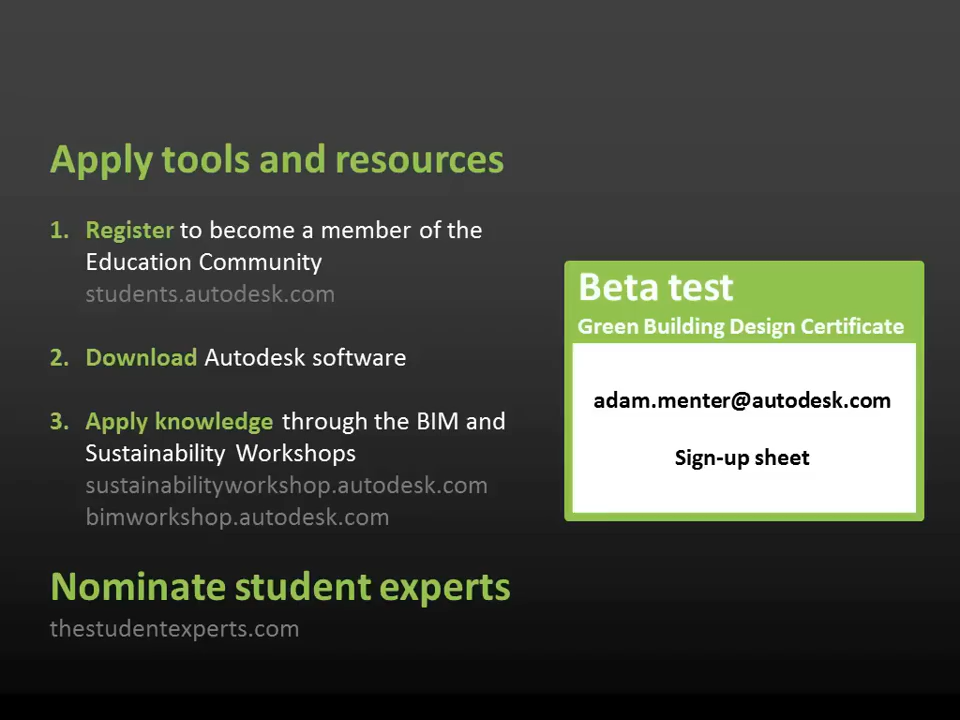 Apply tools and resources
1. Register to become a member of the
Education Community
students.autodesk.com
2. Download Autodesk software
3. Apply knowledge through the BIM and
Sustainability Workshops
sustainabilityworkshop.autodesk.com
bimworkshop.autodesk.com
Nominate student experts
thestudentexperts.com
Beta test
Green Building Design Certificate
adam.menter@autodesk.com
Sign-up sheet